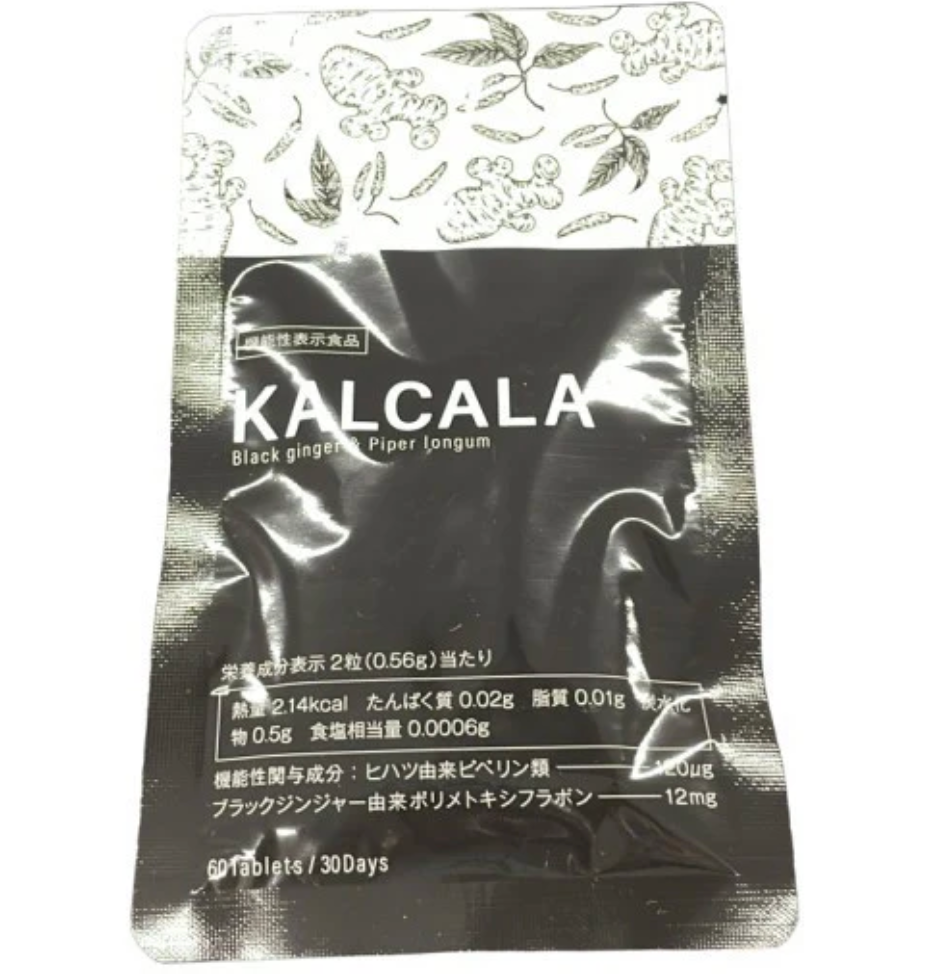 機能性表示食品
KALCALA
Black ginger & Piper longum
栄養成分表示 2粒(0.56g)当たり
熱量 2.14kcal たんぱく質 0.02g 脂質 0.01g 炭水化
物 0.5g 食塩相当量 0.0006g
機能性関与成分：ヒハツ由来ピペリン類 120μg
ブラックジンジャー由来ポリメトキシフラボン 12mg
60Tablets / 30Days